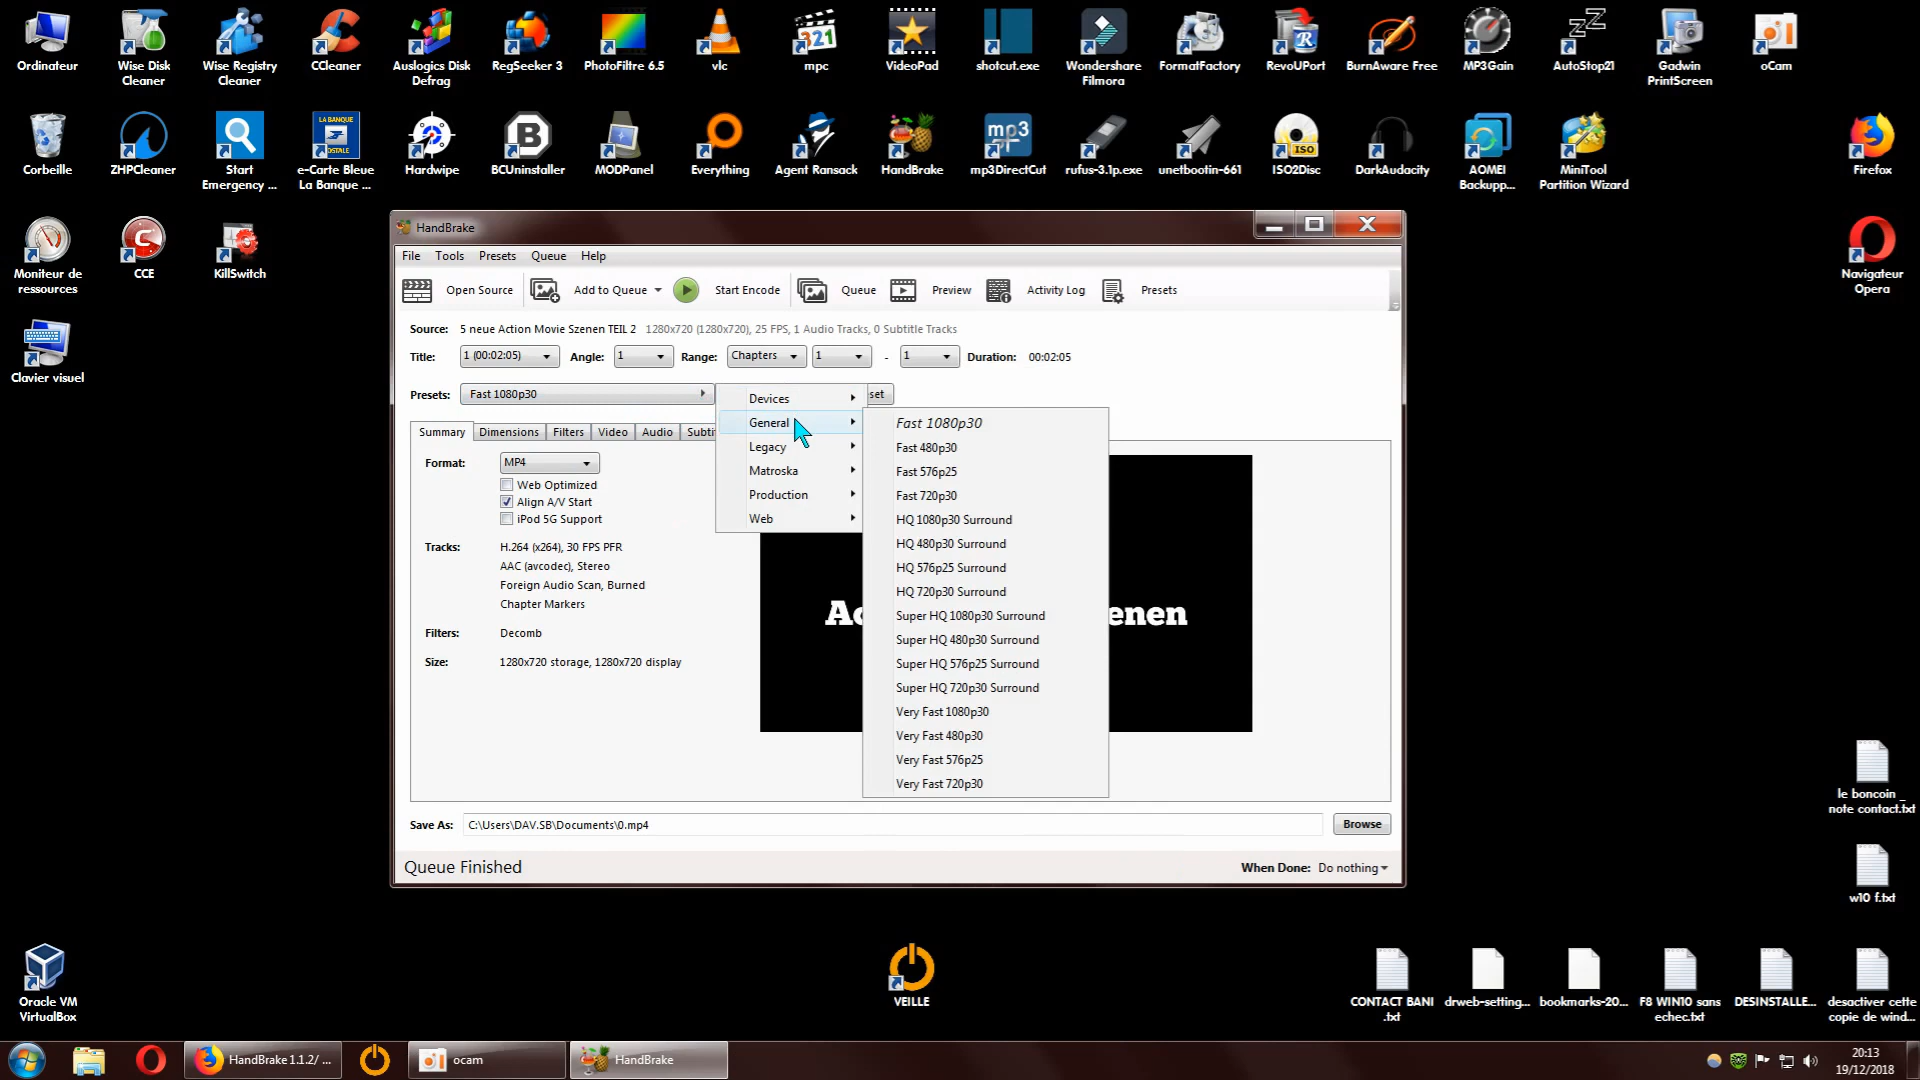 Ordinateur
Wise Disk
Cleaner
Wise Registry
Cleaner
CCleaner
Auslogics Disk
Defrag
RegSeeker 3
PhotoFiltre 6.5
vlc
321
mpc
VideoPad
shotcut.exe
Wondershare
Filmora
FormatFactory
RevoUPort
BurnAware Free
MP3Gain
AutoStop21
Gadwin
PrintScreen
oCam
Corbeille
ZHPCleaner
Start
Emergency ...
LA BANQUE
POSTALE
e-Carte Bleue
La Banque ...
Hardwipe
B
BCUninstaller
MODPanel
Everything
Agent Ransack
HandBrake
mp3
mp3DirectCut
rufus-3.1p.exe
unetbootin-661
ISO
ISO2Disc
DarkAudacity
AOMEI
Backupp...
MiniTool
Partition Wizard
Firefox
Moniteur de
ressources
CCE
KillSwitch
Navigateur
Opera
Clavier visuel
HandBrake
File Tools Presets Queue Help
Open Source Add to Queue Start Encode Queue Preview Activity Log Presets
Source: 5 neue Action Movie Szenen TEIL 2 1280x720 (1280x720), 25 FPS, 1 Audio Tracks, 0 Subtitle Tracks
Title: 1 (00:02:05) Angle: 1 Range: Chapters 1 - 1 Duration: 00:02:05
Presets: Fast 1080p30 set
Devices
General
Legacy
Matroska
Production
Web
Fast 1080p30
Fast 480p30
Fast 576p25
Fast 720p30
HQ 1080p30 Surround
HQ 480p30 Surround
HQ 576p25 Surround
HQ 720p30 Surround
Super HQ 1080p30 Surround
Super HQ 480p30 Surround
Super HQ 576p25 Surround
Super HQ 720p30 Surround
Very Fast 1080p30
Very Fast 480p30
Very Fast 576p25
Very Fast 720p30
Summary Dimensions Filters Video Audio Subti
Format: MP4
Web Optimized
Align A/V Start
iPod 5G Support
Tracks: H.264 (x264), 30 FPS PFR
AAC (avcodec), Stereo
Foreign Audio Scan, Burned
Chapter Markers
Filters: Decomb
Size: 1280x720 storage, 1280x720 display
Ac enen
Save As: C:\Users\DAV.SB\Documents\0.mp4 Browse
Queue Finished When Done: Do nothing
le boncoin _
note contact.txt
w10 f.txt
Oracle VM
VirtualBox
VEILLE
CONTACT BANI
.txt
drweb-setting...
bookmarks-20...
F8 WIN10 sans
echec.txt
DESINSTALLE...
desactiver cette
copie de wind...
HandBrake 1.1.2/ ...
ocam
HandBrake
20:13
19/12/2018